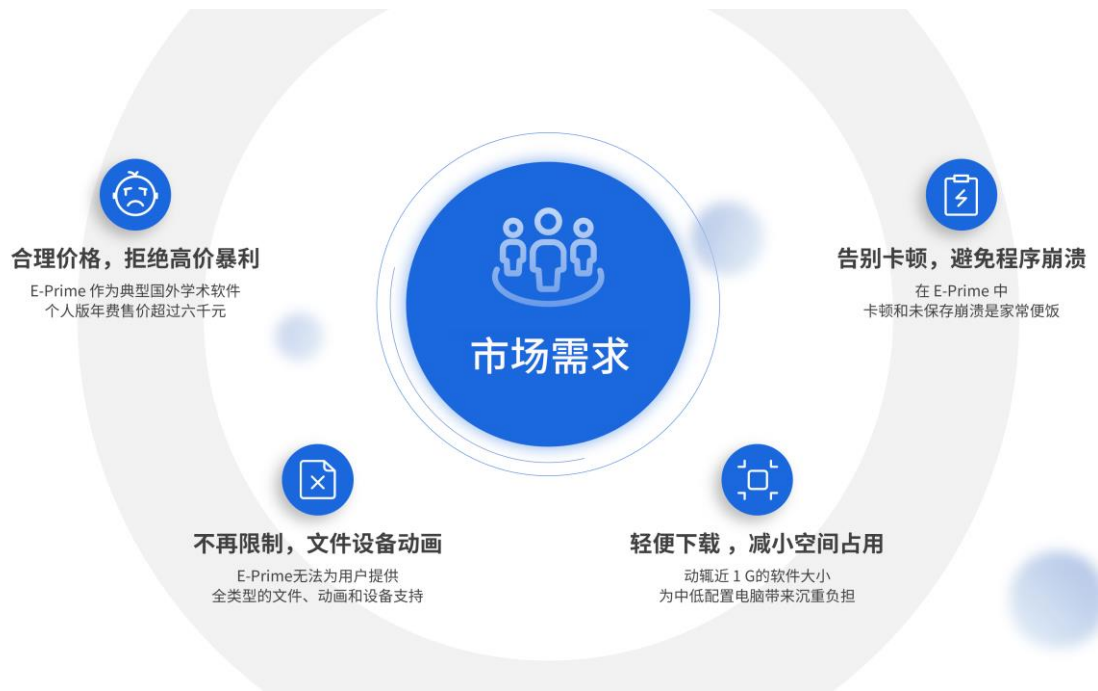 市场需求
合理价格，拒绝高价暴利
E-Prime 作为典型国外学术软件
个人版年费售价超过六千元
告别卡顿，避免程序崩溃
在 E-Prime 中
卡顿和未保存崩溃是家常便饭
不再限制，文件设备动画
E-Prime无法为用户提供
全类型的文件、动画和设备支持
轻便下载 ，减小空间占用
动辄近 1 G的软件大小
为中低配置电脑带来沉重负担